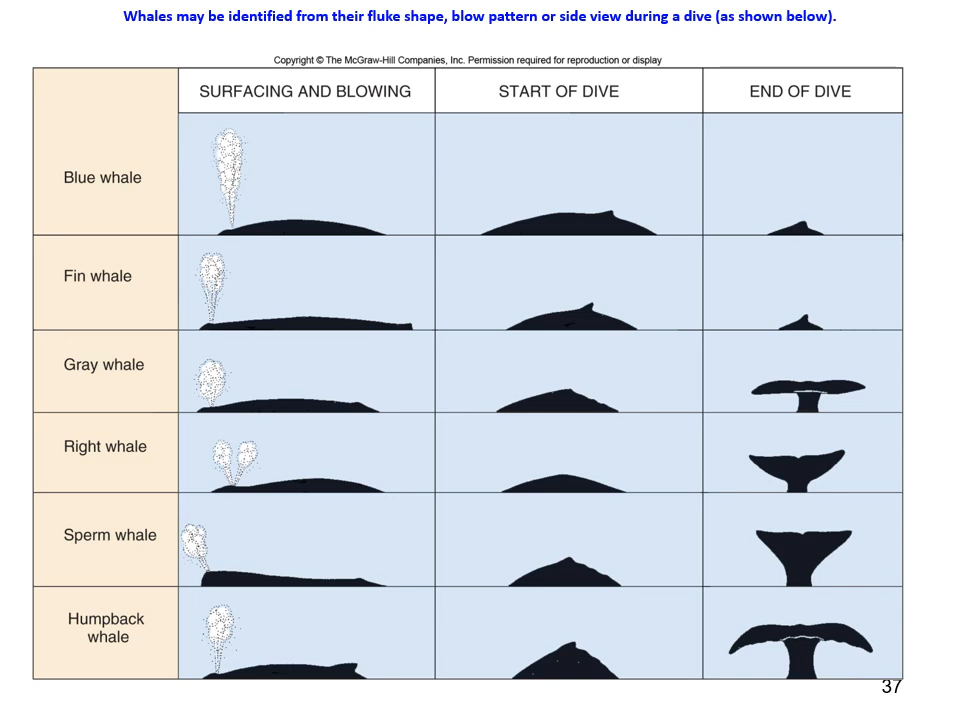 Whales may be identified from their fluke shape, blow pattern or side view during a dive (as shown below).
Copyright © The McGraw-Hill Companies, Inc. Permission required for reproduction or display
SURFACING AND BLOWING START OF DIVE END OF DIVE
Blue whale
Fin whale
Gray whale
Right whale
Sperm whale
Humpback
whale
37